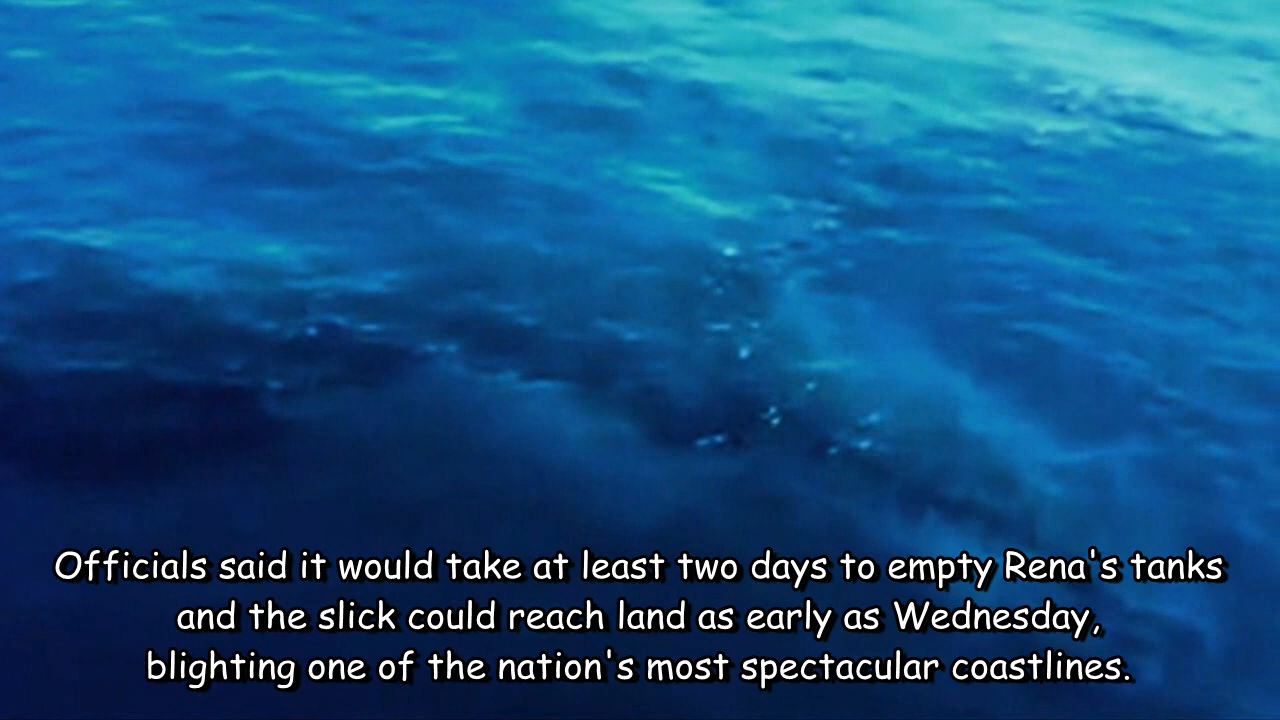 Officials said it would take at least two days to empty Rena's tanks
and the slick could reach land as early as Wednesday,
blighting one of the nation's most spectacular coastlines.